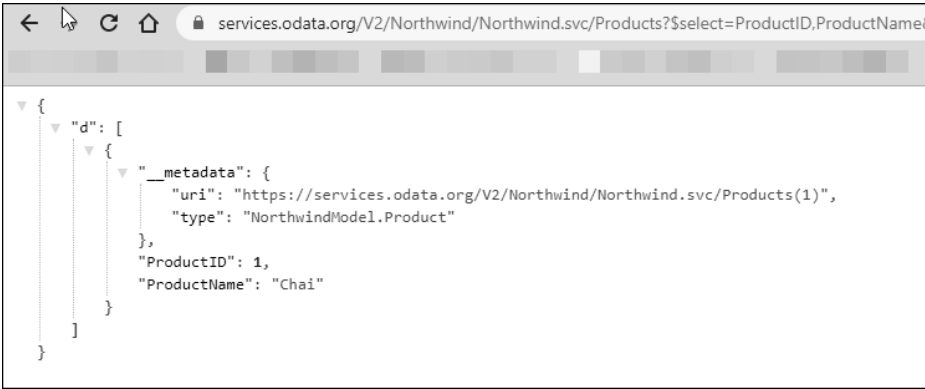 services.odata.org/V2/Northwind/Northwind.svc/Products?$select=ProductID,ProductName&
{
"d": [
{
"__metadata": {
"uri": "https://services.odata.org/V2/Northwind/Northwind.svc/Products(1)",
"type": "NorthwindModel.Product"
},
"ProductID": 1,
"ProductName": "Chai"
}
]
}